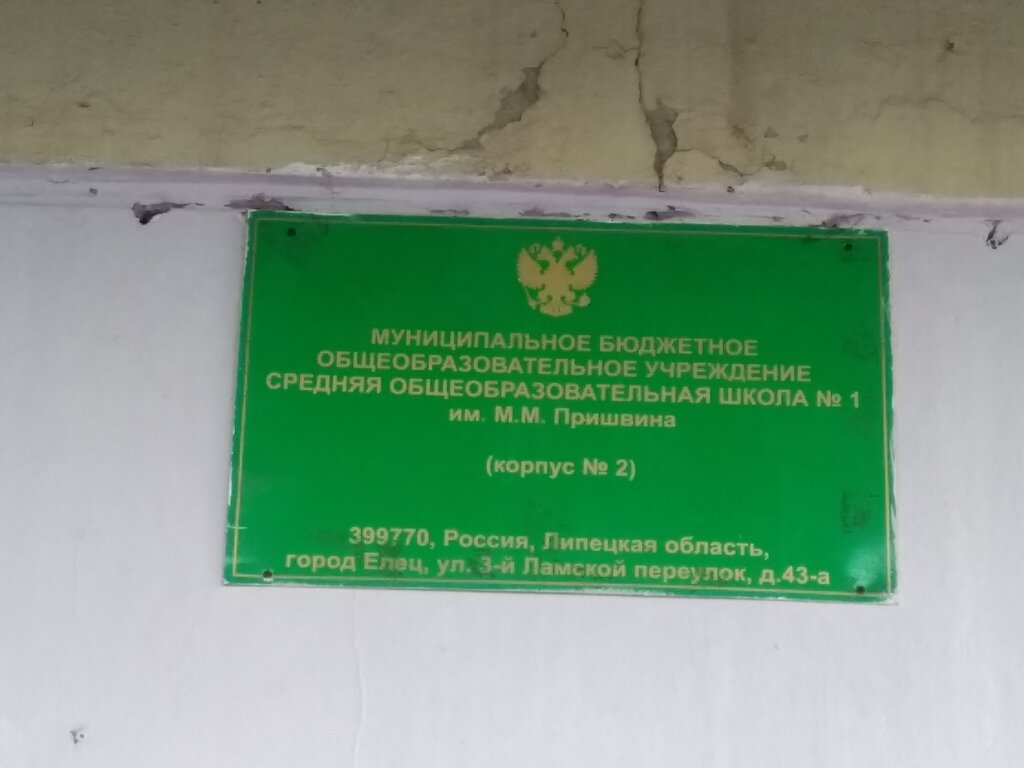 МУНИЦИПАЛЬНОЕ БЮДЖЕТНОЕ
ОБЩЕОБРАЗОВАТЕЛЬНОЕ УЧРЕЖДЕНИЕ
СРЕДНЯЯ ОБЩЕОБРАЗОВАТЕЛЬНАЯ ШКОЛА № 1
им. М.М. Пришвина
(корпус № 2)
399770, Россия, Липецкая область,
город Елец, ул. 3-й Ламской переулок, д.43-а